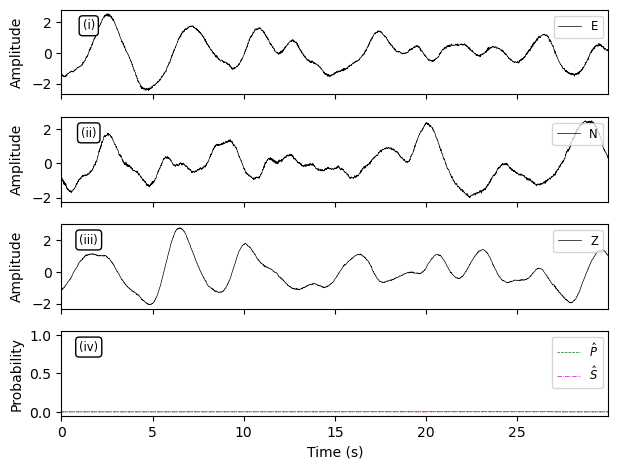 (i)
E
Amplitude
2
0
−2
(ii)
N
Amplitude
2
0
−2
(iii)
Z
Amplitude
2
0
−2
(iv)
P̂
Ŝ
Probability
1.0
0.5
0.0
0 5 10 15 20 25
Time (s)